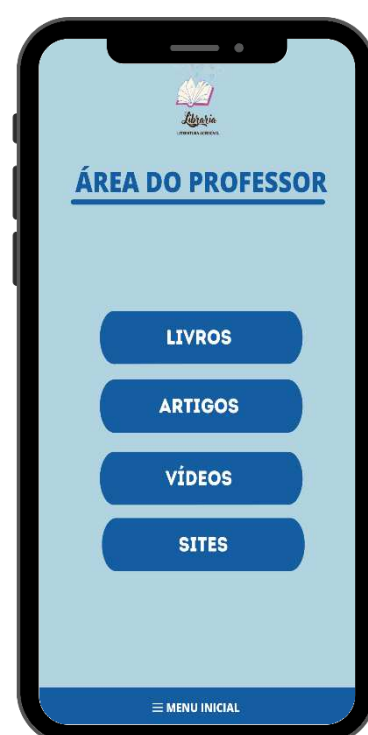 Libraria
ÁREA DO PROFESSOR
LIVROS
ARTIGOS
VÍDEOS
SITES
☰ MENU INICIAL